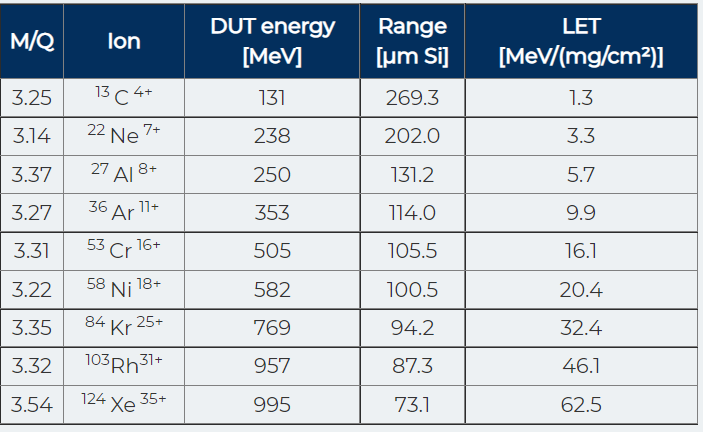 M/Q Ion DUT energy [MeV] Range [µm Si] LET [MeV/(mg/cm²)]
3.25 ¹³ C ⁴⁺ 131 269.3 1.3
3.14 ²² Ne ⁷⁺ 238 202.0 3.3
3.37 ²⁷ Al ⁸⁺ 250 131.2 5.7
3.27 ³⁶ Ar ¹¹⁺ 353 114.0 9.9
3.31 ⁵³ Cr ¹⁶⁺ 505 105.5 16.1
3.22 ⁵⁸ Ni ¹⁸⁺ 582 100.5 20.4
3.35 ⁸⁴ Kr ²⁵⁺ 769 94.2 32.4
3.32 ¹⁰³Rh³¹⁺ 957 87.3 46.1
3.54 ¹²⁴ Xe ³⁵⁺ 995 73.1 62.5